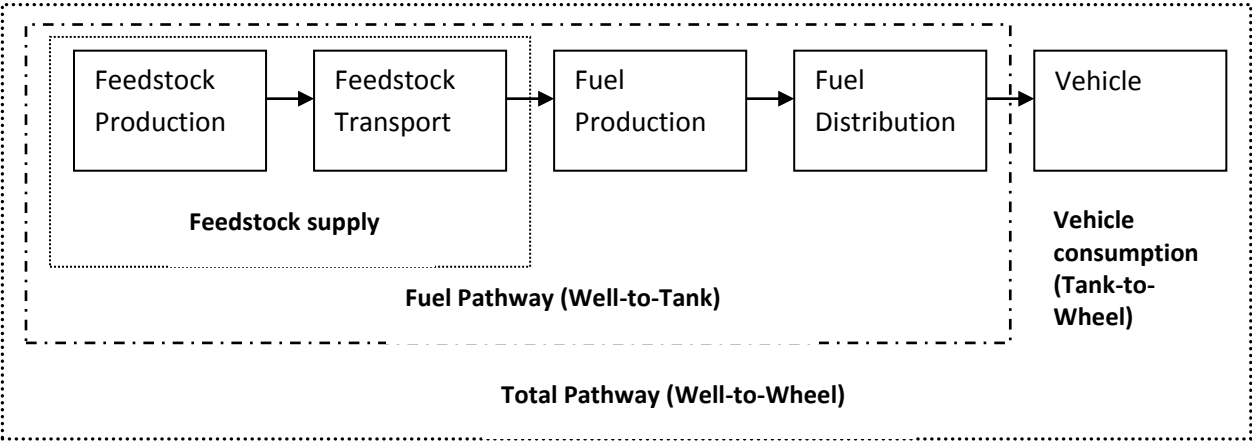 Feedstock
Production
Feedstock
Transport
Fuel
Production
Fuel
Distribution
Vehicle
Feedstock supply
Vehicle
consumption
(Tank-to-
Wheel)
Fuel Pathway (Well-to-Tank)
Total Pathway (Well-to-Wheel)